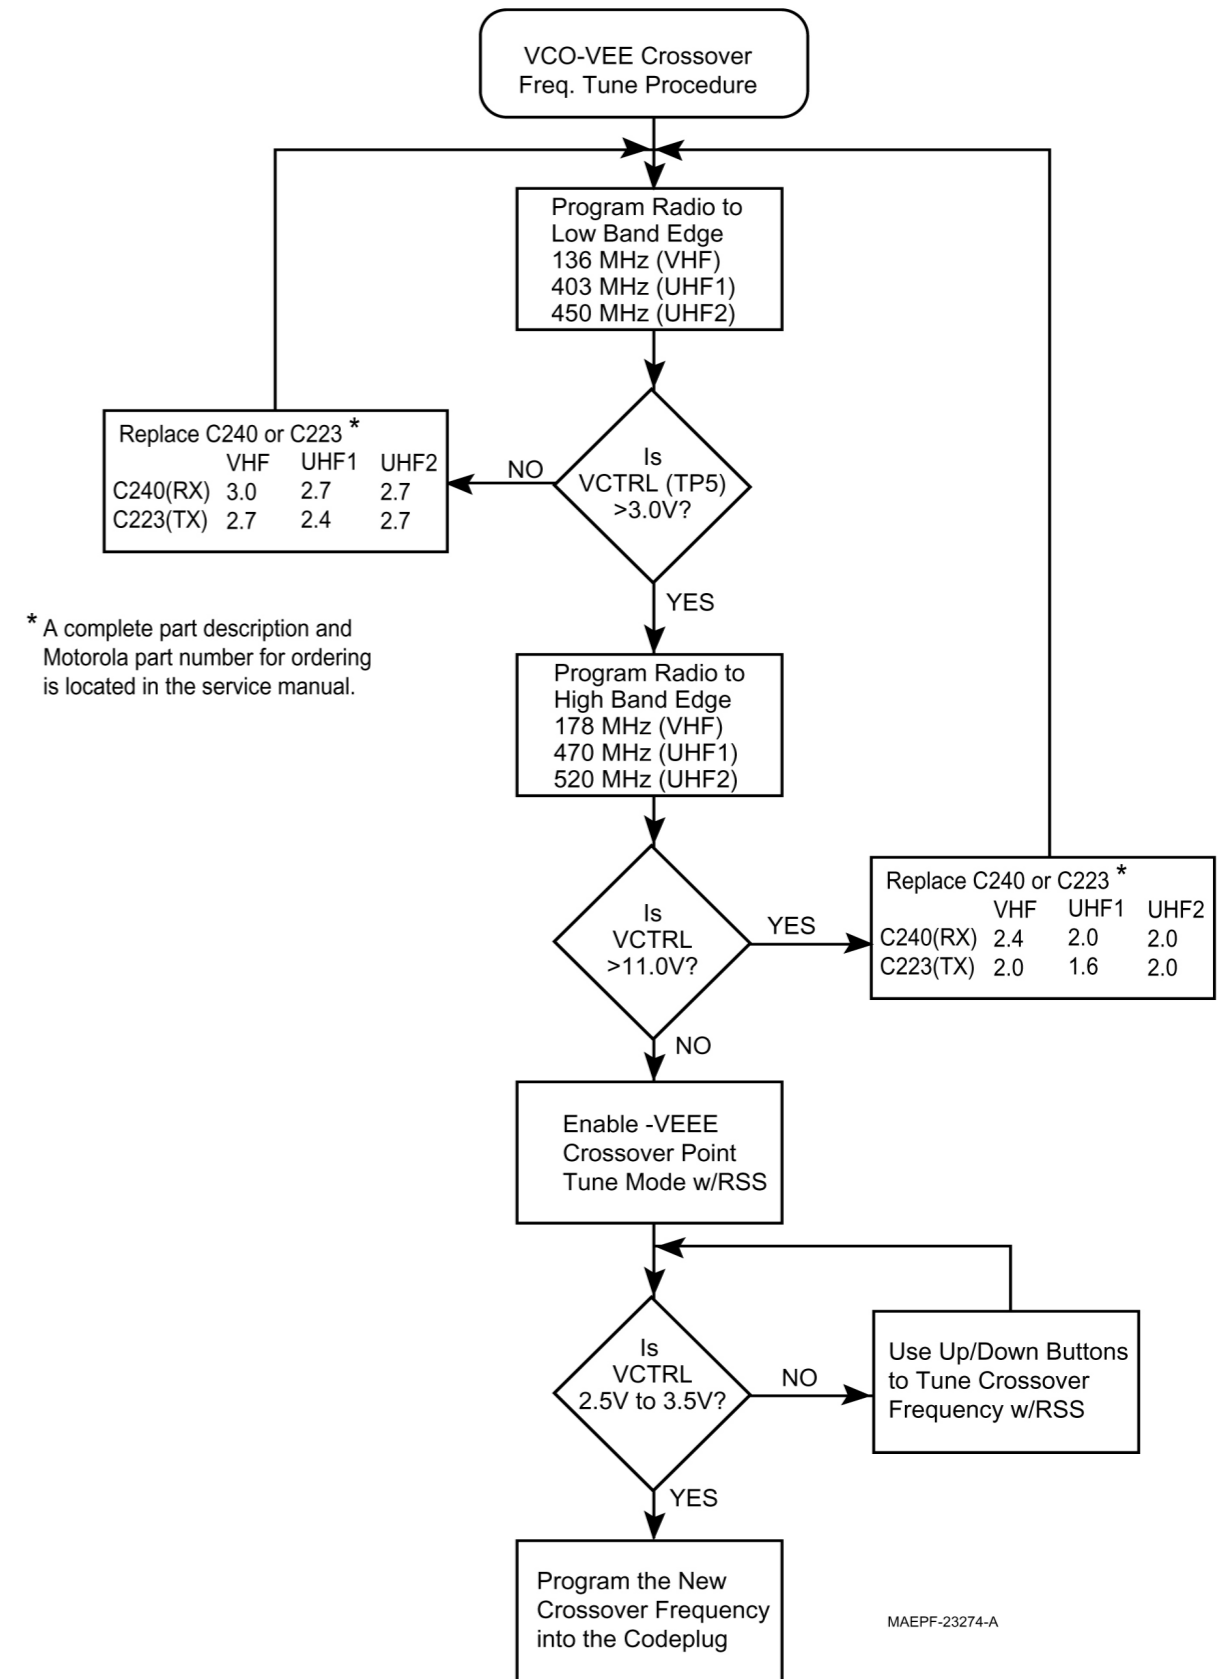 VCO-VEE Crossover
Freq. Tune Procedure
Program Radio to
Low Band Edge
136 MHz (VHF)
403 MHz (UHF1)
450 MHz (UHF2)
Replace C240 or C223 *
VHF UHF1 UHF2
C240(RX) 3.0 2.7 2.7
C223(TX) 2.7 2.4 2.7
NO
Is
VCTRL (TP5)
>3.0V?
YES
* A complete part description and
Motorola part number for ordering
is located in the service manual.
Program Radio to
High Band Edge
178 MHz (VHF)
470 MHz (UHF1)
520 MHz (UHF2)
Is
VCTRL
>11.0V?
YES
Replace C240 or C223 *
VHF UHF1 UHF2
C240(RX) 2.4 2.0 2.0
C223(TX) 2.0 1.6 2.0
NO
Enable -VEEE
Crossover Point
Tune Mode w/RSS
Is
VCTRL
2.5V to 3.5V?
NO
Use Up/Down Buttons
to Tune Crossover
Frequency w/RSS
YES
Program the New
Crossover Frequency
into the Codeplug
MAEPF-23274-A